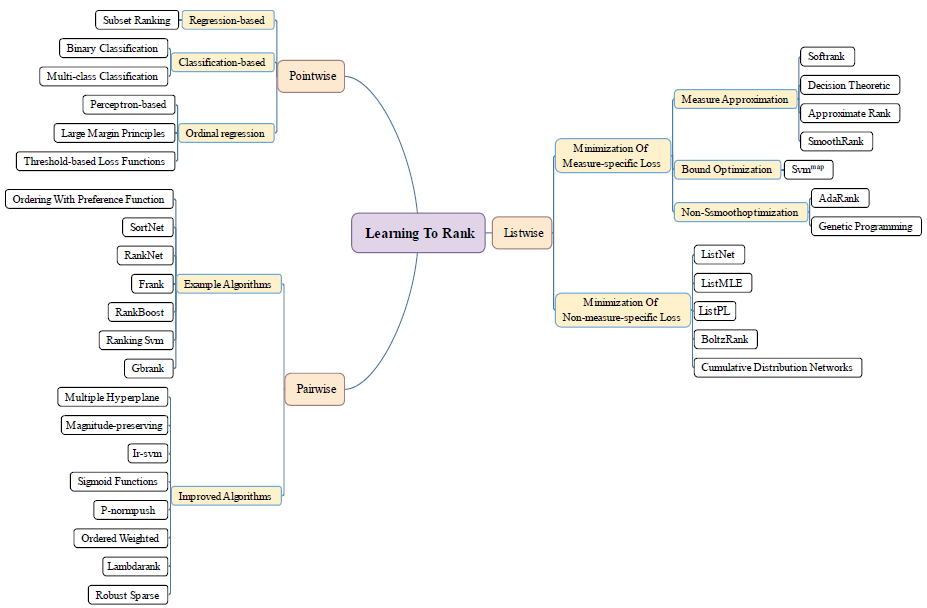 Subset Ranking
Regression-based
Binary Classification
Classification-based
Multi-class Classification
Pointwise
Perceptron-based
Large Margin Principles
Ordinal regression
Threshold-based Loss Functions
Ordering With Preference Function
SortNet
RankNet
Frank
Example Algorithms
RankBoost
Ranking Svm
Gbrank
Pairwise
Multiple Hyperplane
Magnitude-preserving
Ir-svm
Sigmoid Functions
Improved Algorithms
P-normpush
Ordered Weighted
Lambdarank
Robust Sparse
Learning To Rank
Listwise
Minimization Of
Measure-specific Loss
Measure Approximation
Softrank
Decision Theoretic
Approximate Rank
SmoothRank
Bound Optimization
Svmmap
Non-Ssmoothoptimization
AdaRank
Genetic Programming
Minimization Of
Non-measure-specific Loss
ListNet
ListMLE
ListPL
BoltzRank
Cumulative Distribution Networks